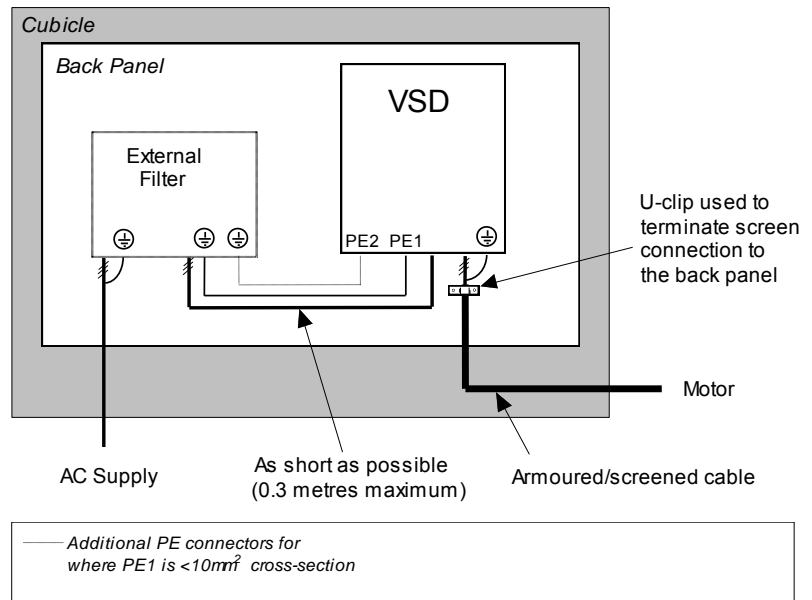 Cubicle
Back Panel
VSD
External
Filter
PE2 PE1
U-clip used to
terminate screen
connection to
the back panel
Motor
AC Supply
As short as possible
(0.3 metres maximum)
Armoured/screened cable
Additional PE connectors for
where PE1 is <10mm² cross-section